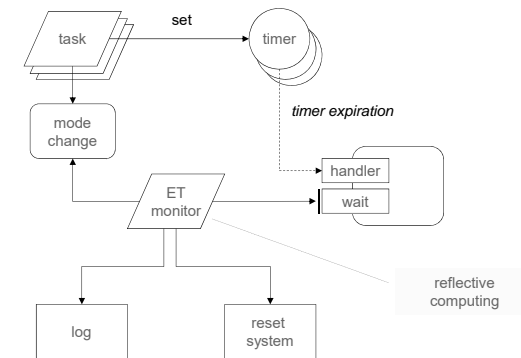 set
task
timer
timer expiration
mode
change
handler
ET
monitor
wait
reflective
computing
log
reset
system